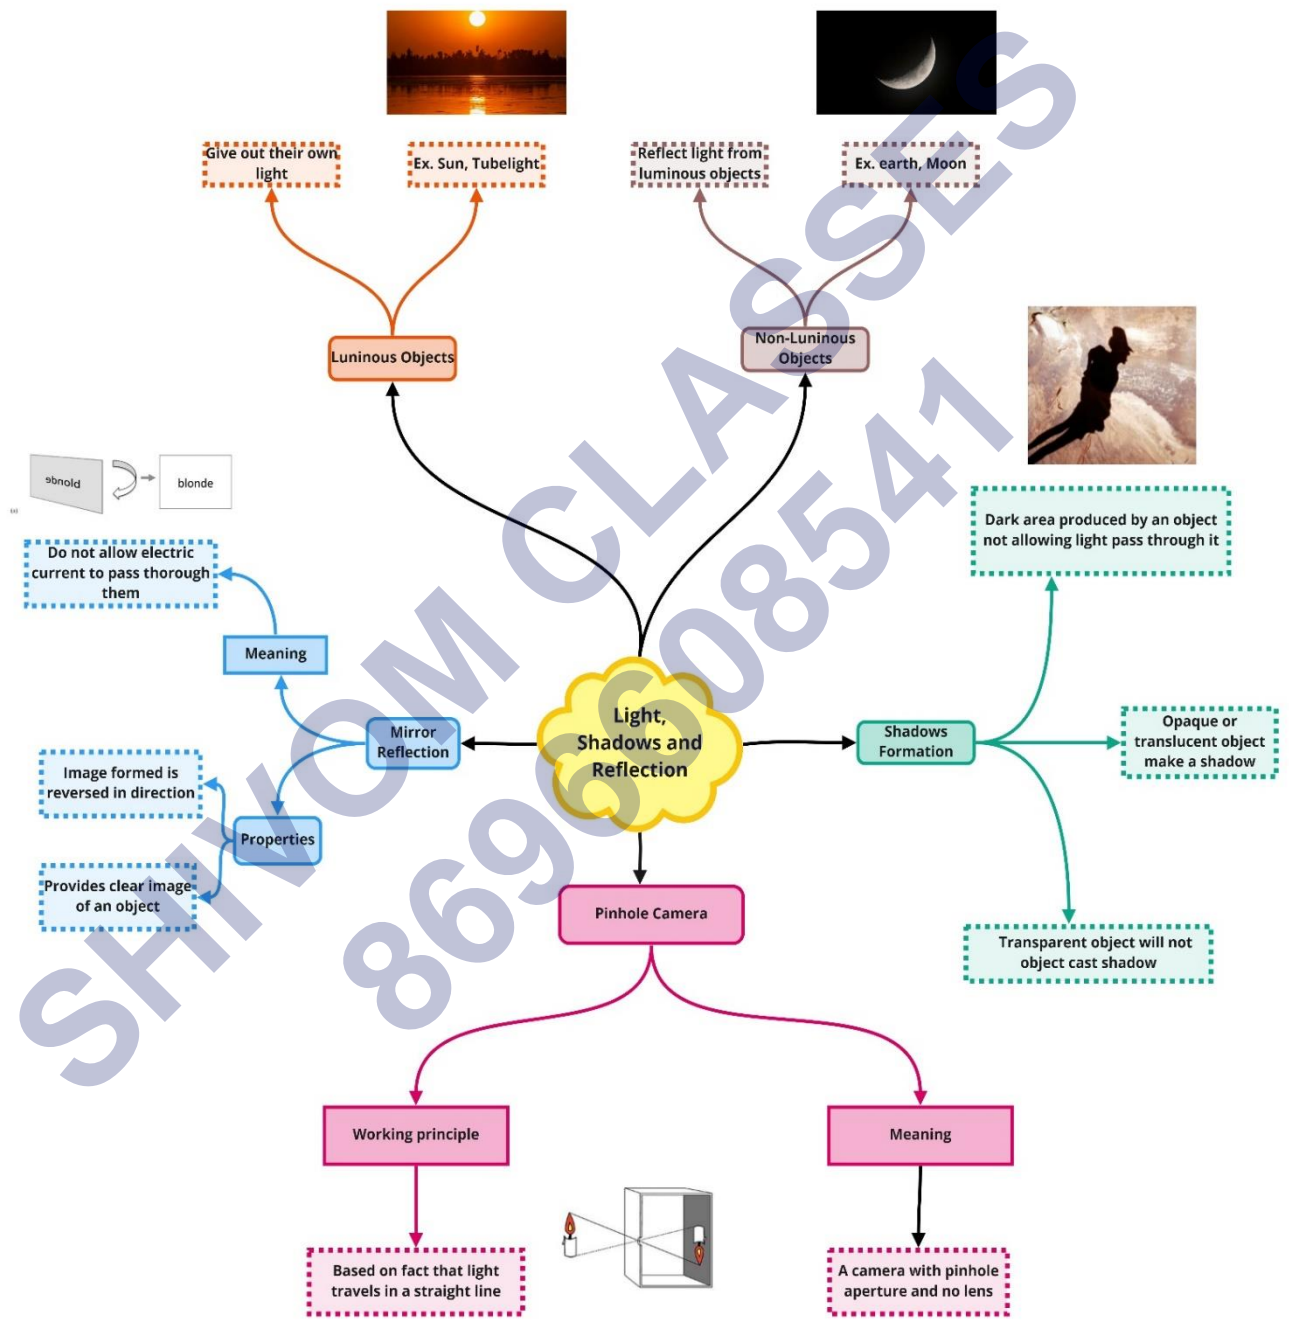 Give out their own
light
Ex. Sun, Tubelight
Reflect light from
luminous objects
Ex. earth, Moon
Luninous Objects
Non-Luninous
Objects
blonde
blonde
Do not allow electric
current to pass thorough
them
Meaning
Mirror
Reflection
Image formed is
reversed in direction
Properties
Provides clear image
of an object
Light,
Shadows and
Reflection
Dark area produced by an object
not allowing light pass through it
Shadows
Formation
Opaque or
translucent object
make a shadow
Transparent object will not
object cast shadow
Pinhole Camera
Working principle
Meaning
Based on fact that light
travels in a straight line
A camera with pinhole
aperture and no lens
SHIVOM CLASSES
8696608541